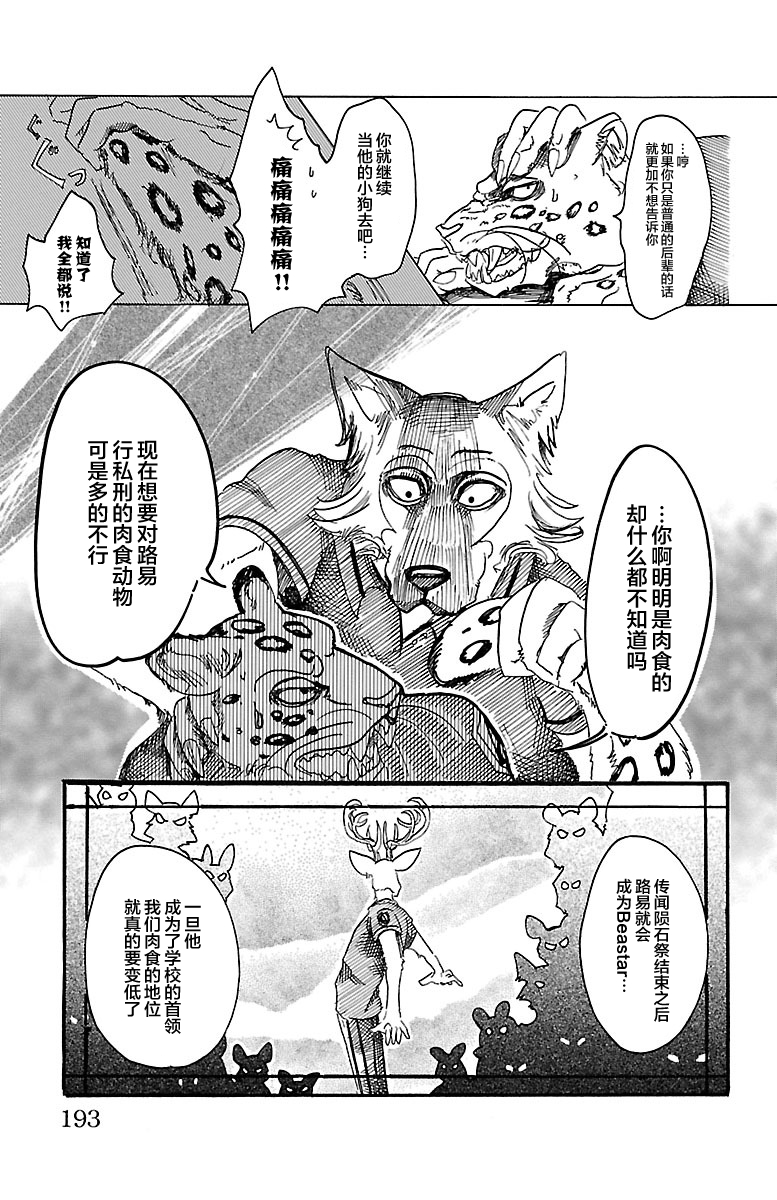 …哼
如果你只是普通的后辈的话
就更加不想告诉你
你就继续
当他的小狗去吧…
痛痛痛痛痛!!
知道了
我全都说!!
…你啊明明是肉食的
却什么都不知道吗
现在想要对路易
行私刑的肉食动物
可是多的不行
传闻陨石祭结束之后
路易就会
成为Beastar…
一旦他
成为了学校的首领
我们肉食的地位
就真的要变低了
193